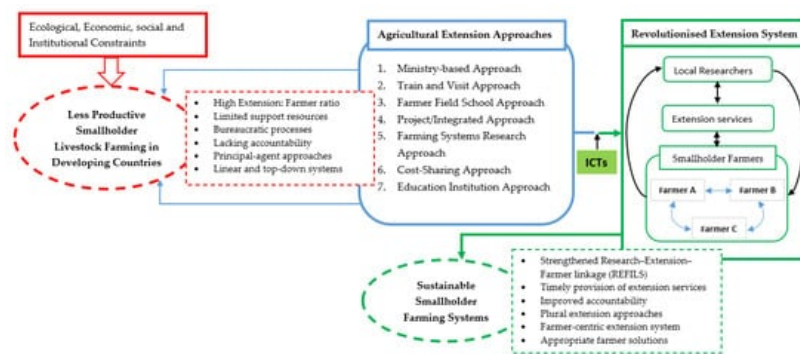 Ecological, Economic, social and
Institutional Constraints
Less Productive
Smallholder
Livestock Farming in
Developing Countries
• High Extension: Farmer ratio
• Limited support resources
• Bureaucratic processes
• Lacking accountability
• Principal-agent approaches
• Linear and top-down systems
Agricultural Extension Approaches
1. Ministry-based Approach
2. Train and Visit Approach
3. Farmer Field School Approach
4. Project/Integrated Approach
5. Farming Systems Research
Approach
6. Cost-Sharing Approach
7. Education Institution Approach
ICTs
Revolutionised Extension System
Local Researchers
Extension services
Smallholder Farmers
Farmer A
Farmer B
Farmer C
Sustainable
Smallholder
Farming Systems
• Strengthened Research–Extension–
Farmer linkage (REFILS)
• Timely provision of extension services
• Improved accountability
• Plural extension approaches
• Farmer-centric extension system
• Appropriate farmer solutions